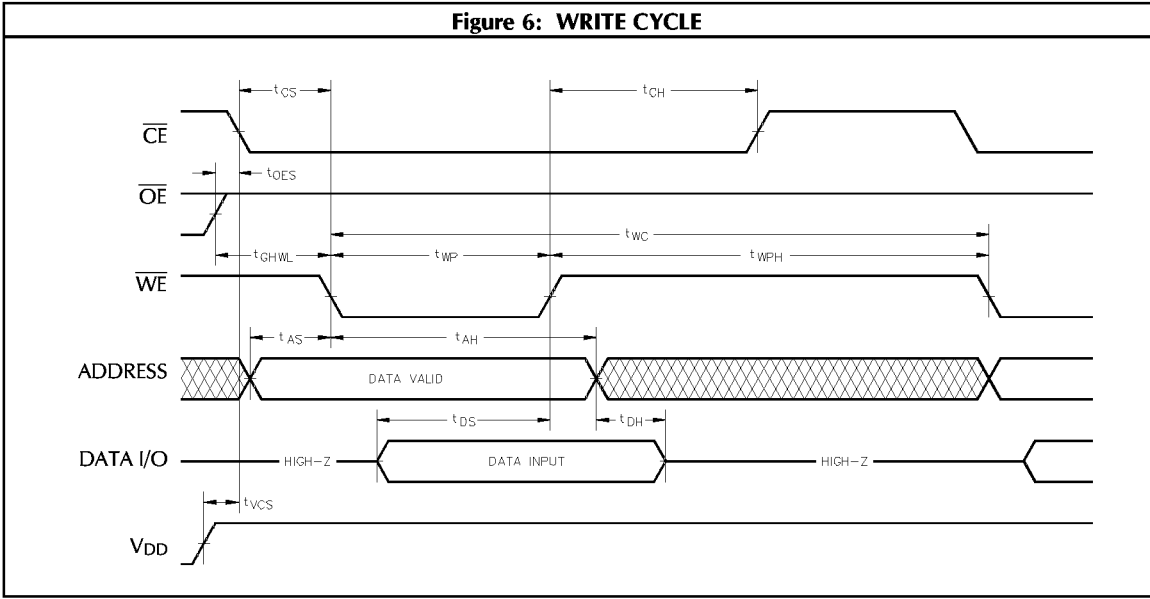 Figure 6: WRITE CYCLE
tCS
tCH
CE
tOES
OE
tWC
tGHWL
tWP
tWPH
WE
tAS
tAH
ADDRESS
DATA VALID
tDS
tDH
DATA I/O
HIGH-Z
DATA INPUT
HIGH-Z
tVCS
VDD